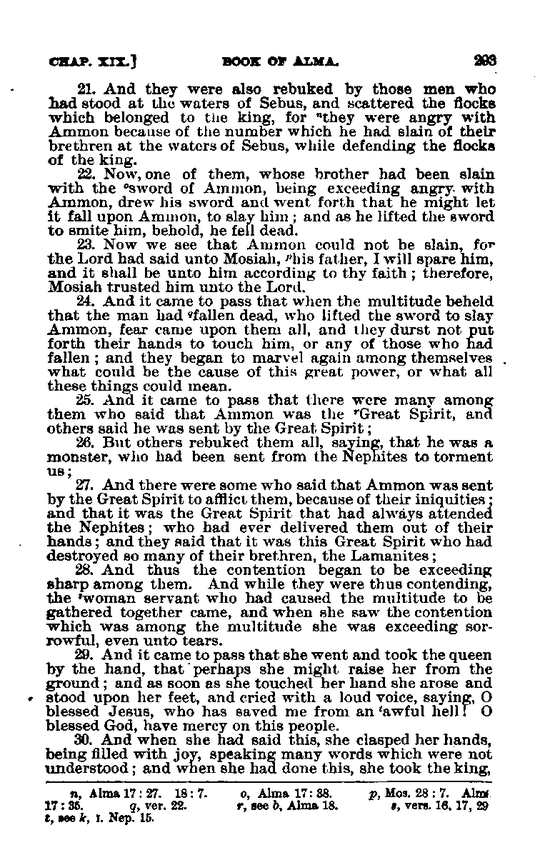 CHAP. XIX.] BOOK OF ALMA. 293
21. And they were also rebuked by those men who
had stood at the waters of Sebus, and scattered the flocks
which belonged to the king, for ⁿthey were angry with
Ammon because of the number which he had slain of their
brethren at the waters of Sebus, while defending the flocks
of the king.
22. Now, one of them, whose brother had been slain
with the ᵒsword of Ammon, being exceeding angry with
Ammon, drew his sword and went forth that he might let
it fall upon Ammon, to slay him; and as he lifted the sword
to smite him, behold, he fell dead.
23. Now we see that Ammon could not be slain, for
the Lord had said unto Mosiah, ᵖhis father, I will spare him,
and it shall be unto him according to thy faith; therefore,
Mosiah trusted him unto the Lord.
24. And it came to pass that when the multitude beheld
that the man had qfallen dead, who lifted the sword to slay
Ammon, fear came upon them all, and they durst not put
forth their hands to touch him, or any of those who had
fallen; and they began to marvel again among themselves
what could be the cause of this great power, or what all
these things could mean.
25. And it came to pass that there were many among
them who said that Ammon was the ʳGreat Spirit, and
others said he was sent by the Great Spirit;
26. But others rebuked them all, saying, that he was a
monster, who had been sent from the Nephites to torment
us;
27. And there were some who said that Ammon was sent
by the Great Spirit to afflict them, because of their iniquities;
and that it was the Great Spirit that had always attended
the Nephites; who had ever delivered them out of their
hands; and they said that it was this Great Spirit who had
destroyed so many of their brethren, the Lamanites;
28. And thus the contention began to be exceeding
sharp among them. And while they were thus contending,
the ˢwoman servant who had caused the multitude to be
gathered together came, and when she saw the contention
which was among the multitude she was exceeding sor-
rowful, even unto tears.
29. And it came to pass that she went and took the queen
by the hand, that perhaps she might raise her from the
ground; and as soon as she touched her hand she arose and
stood upon her feet, and cried with a loud voice, saying, O
blessed Jesus, who has saved me from an ᵗawful hell! O
blessed God, have mercy on this people.
30. And when she had said this, she clasped her hands,
being filled with joy, speaking many words which were not
understood; and when she had done this, she took the king,
n, Alma 17:27. 18:7. o, Alma 17:38. p, Mos. 28:7. Alma
17:35. q, ver. 22. r, see b, Alma 18. s, vers. 16, 17, 29
t, see k, I. Nep. 15.